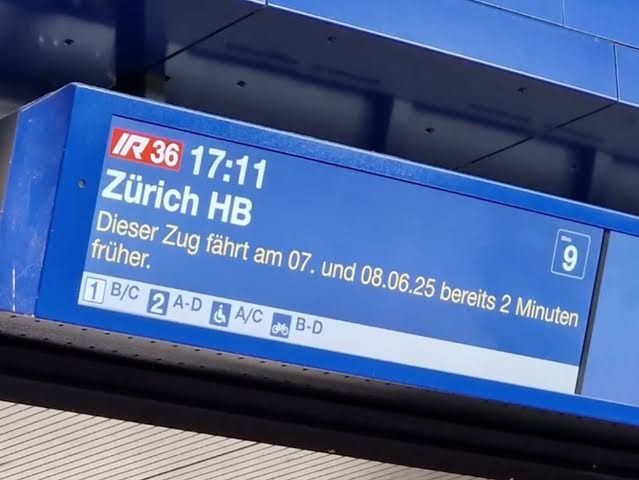 IR 36 17:11
Zürich HB
Gleis 9
Dieser Zug fährt am 07. und 08.06.25 bereits 2 Minuten
früher.
1 B/C 2 A-D A/C B-D